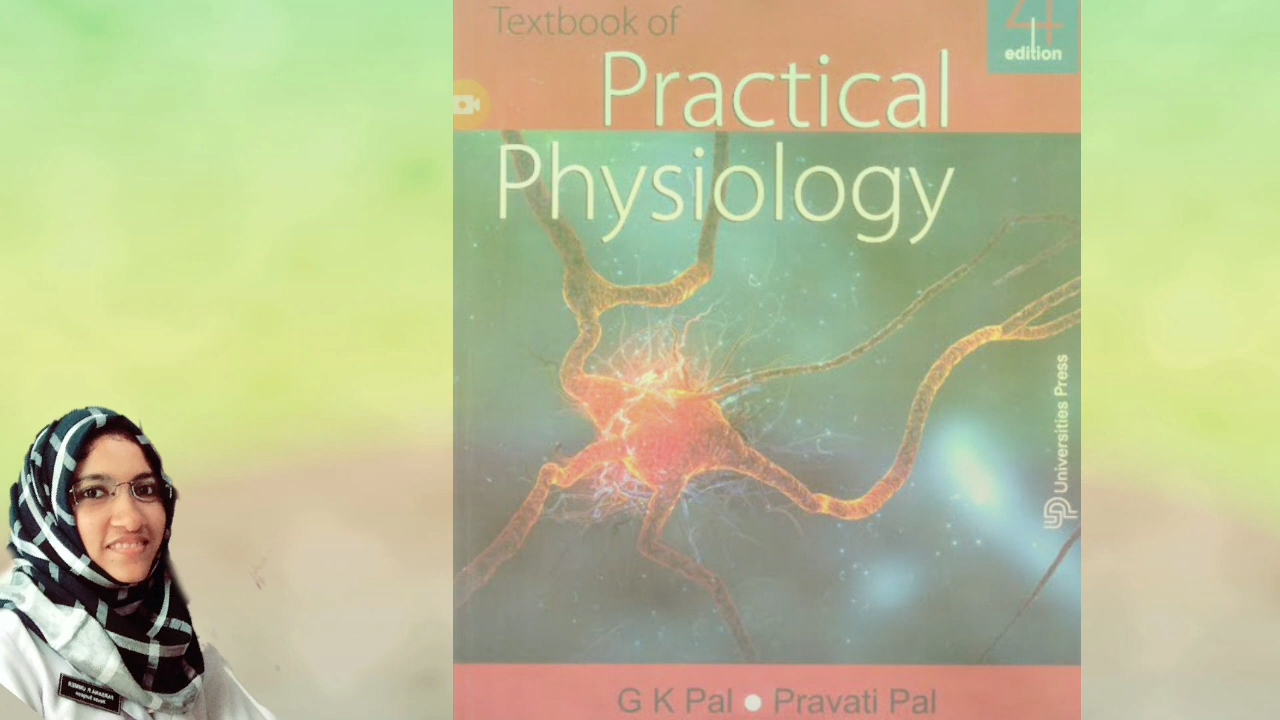 Textbook of
4
edition
Practical
Physiology
Universities Press
G K Pal ● Pravati Pal